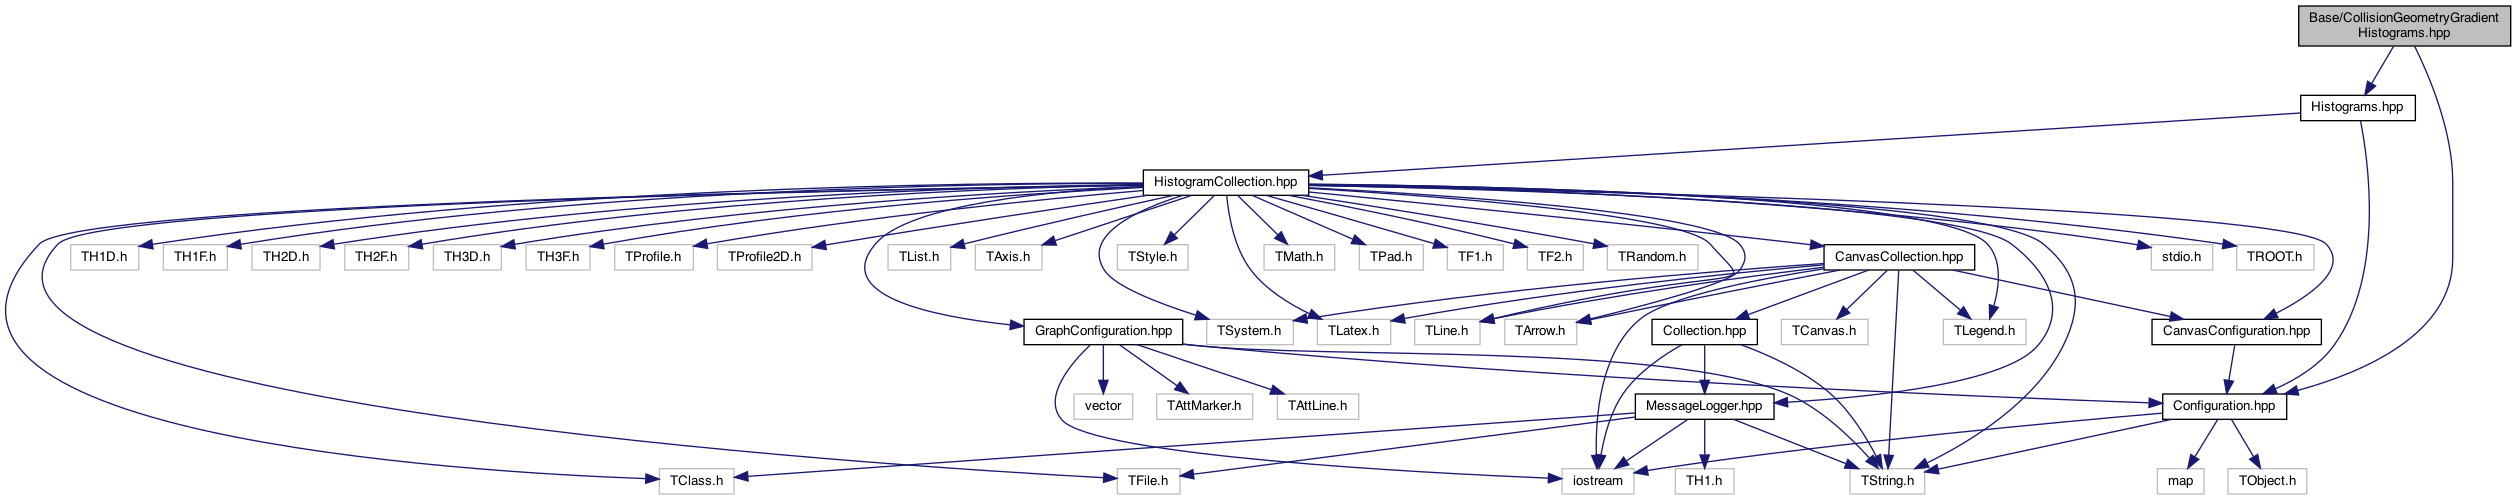 Base/CollisionGeometryGradient
Histograms.hpp
Histograms.hpp
HistogramCollection.hpp
TH1D.h
TH1F.h
TH2D.h
TH2F.h
TH3D.h
TH3F.h
TProfile.h
TProfile2D.h
TList.h
TAxis.h
TStyle.h
TMath.h
TPad.h
TF1.h
TF2.h
TRandom.h
CanvasCollection.hpp
stdio.h
TROOT.h
GraphConfiguration.hpp
TSystem.h
TLatex.h
TLine.h
TArrow.h
Collection.hpp
TCanvas.h
TLegend.h
CanvasConfiguration.hpp
vector
TAttMarker.h
TAttLine.h
MessageLogger.hpp
Configuration.hpp
TClass.h
TFile.h
iostream
TH1.h
TString.h
map
TObject.h